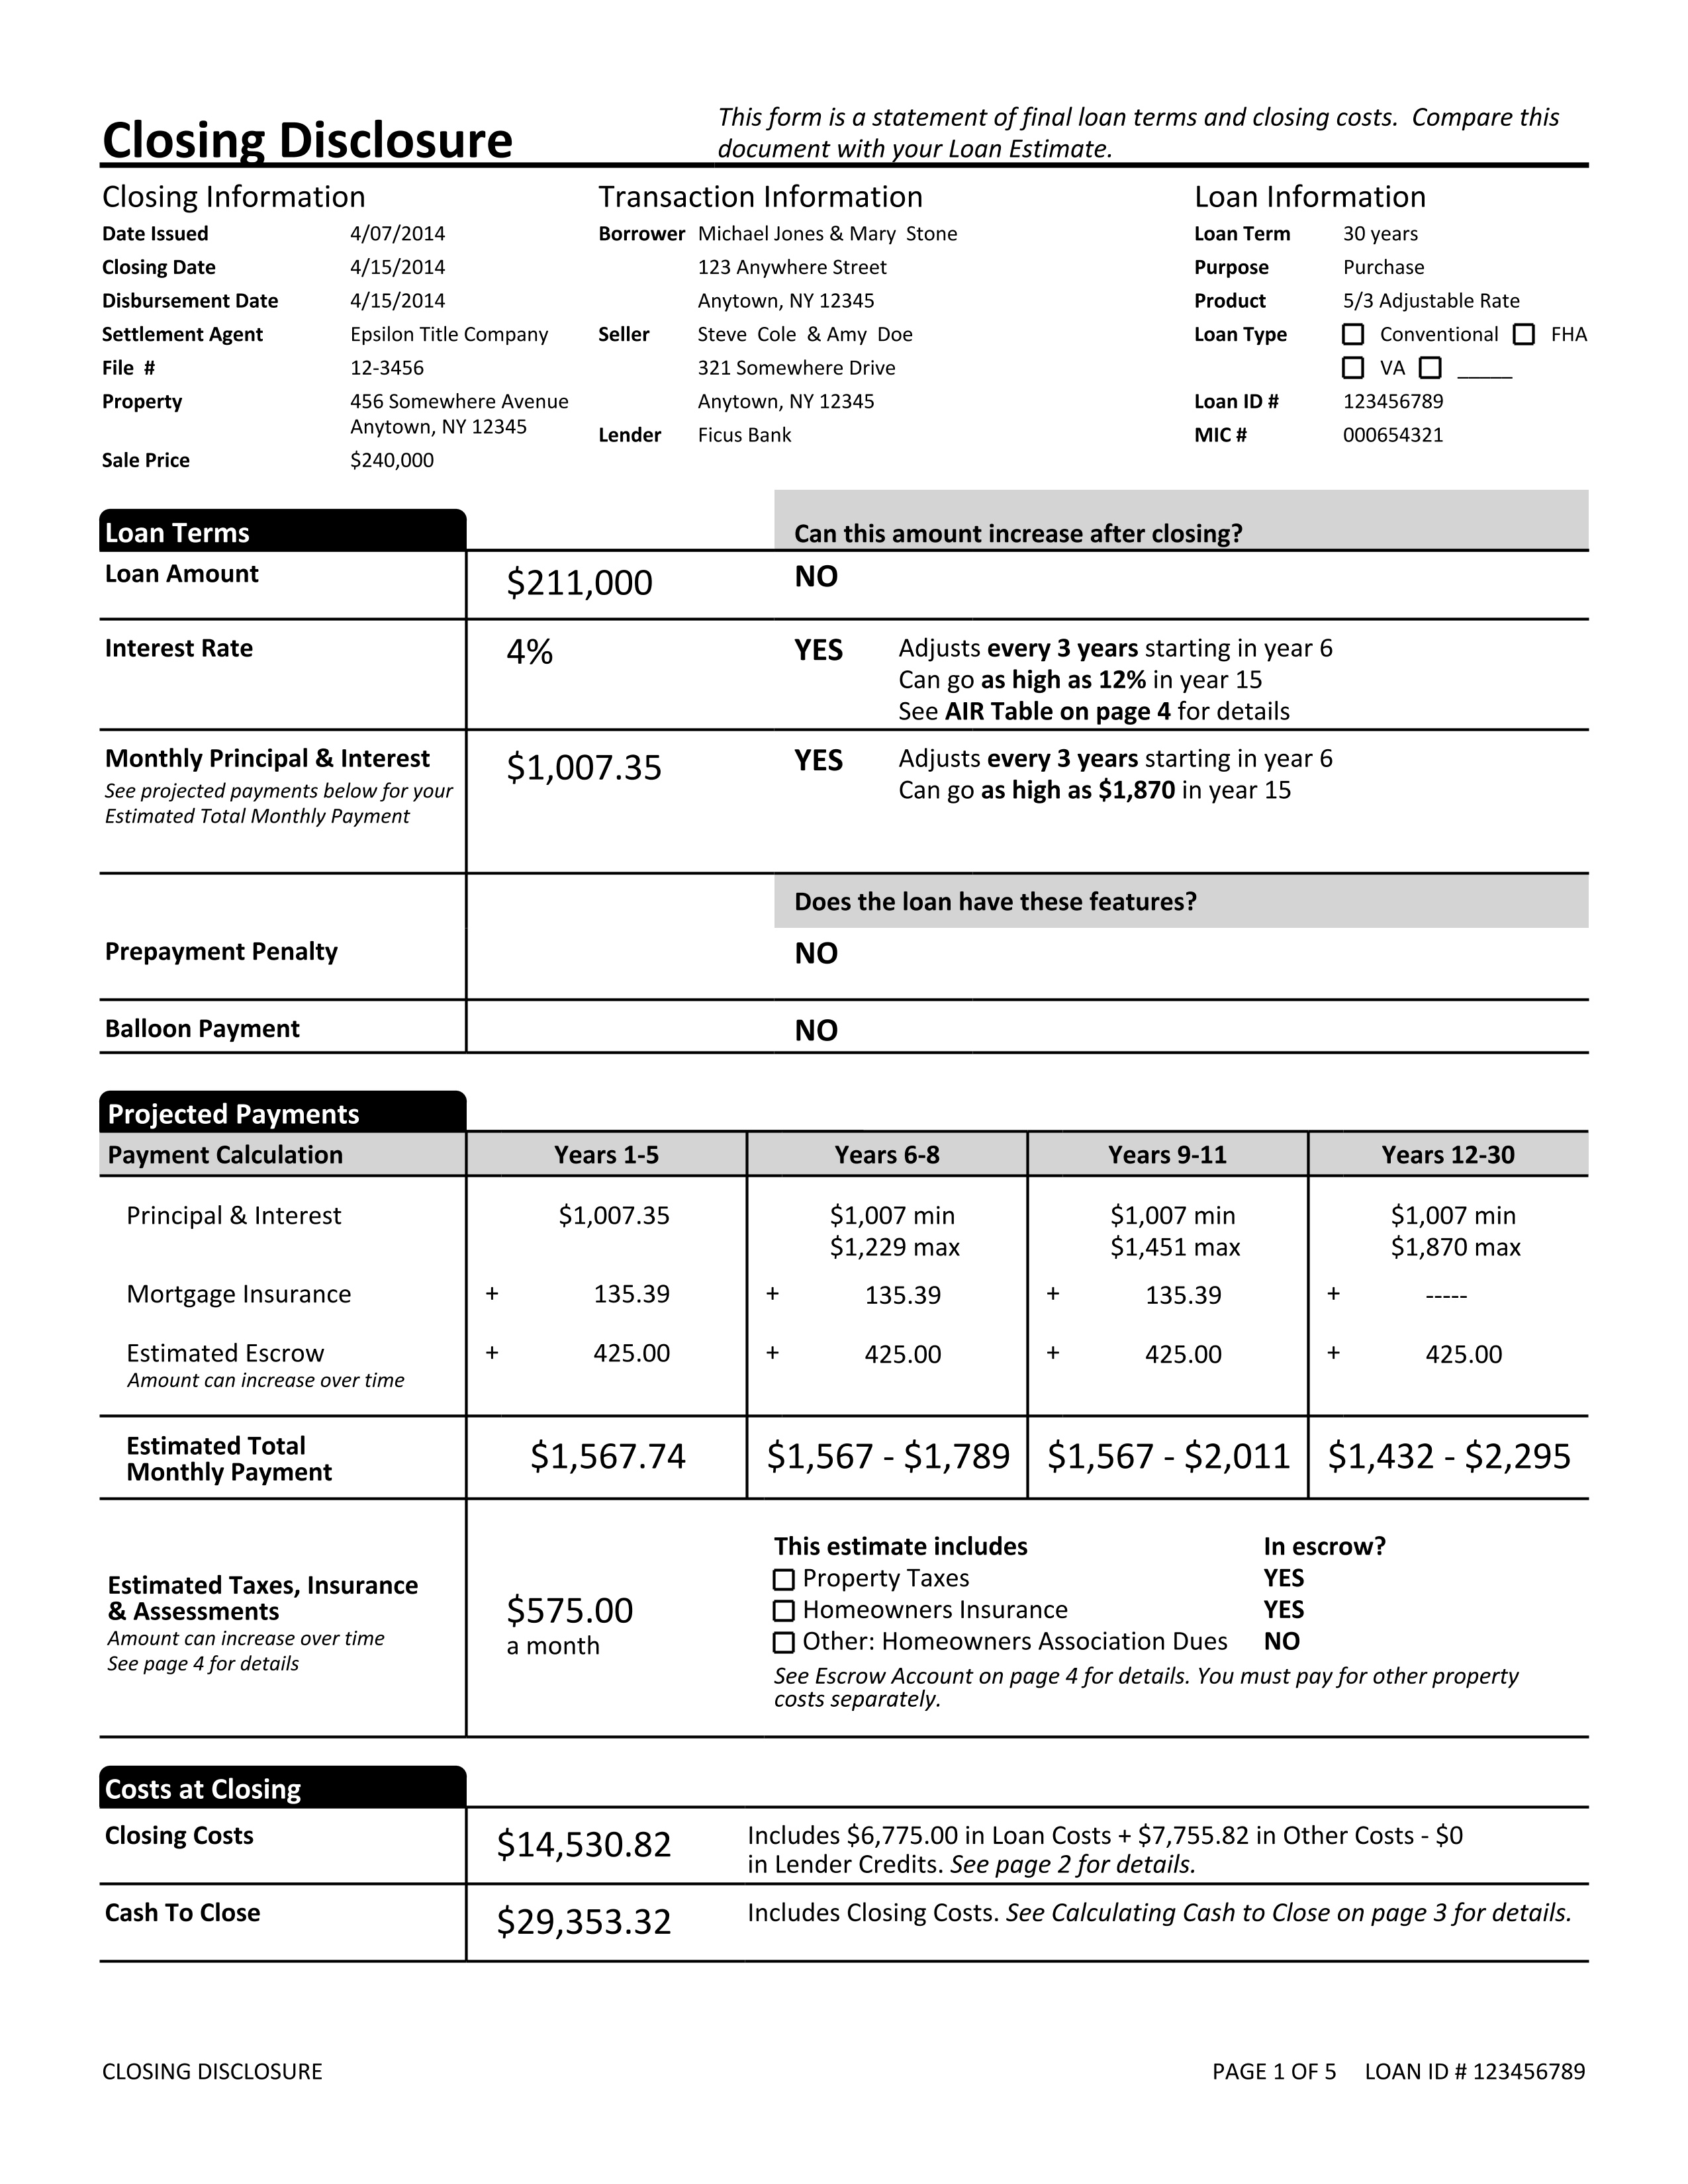 Closing Disclosure
This form is a statement of final loan terms and closing costs. Compare this
document with your Loan Estimate.
Closing Information
Date Issued 4/07/2014
Closing Date 4/15/2014
Disbursement Date 4/15/2014
Settlement Agent Epsilon Title Company
File # 12-3456
Property 456 Somewhere Avenue
Anytown, NY 12345
Sale Price $240,000
Transaction Information
Borrower Michael Jones & Mary Stone
123 Anywhere Street
Anytown, NY 12345
Seller Steve Cole & Amy Doe
321 Somewhere Drive
Anytown, NY 12345
Lender Ficus Bank
Loan Information
Loan Term 30 years
Purpose Purchase
Product 5/3 Adjustable Rate
Loan Type Conventional FHA
VA _____
Loan ID # 123456789
MIC # 000654321
Loan Terms Can this amount increase after closing?
Loan Amount $211,000 NO
Interest Rate 4% YES Adjusts every 3 years starting in year 6
Can go as high as 12% in year 15
See AIR Table on page 4 for details
Monthly Principal & Interest $1,007.35 YES Adjusts every 3 years starting in year 6
See projected payments below for your
Estimated Total Monthly Payment
Can go as high as $1,870 in year 15
Does the loan have these features?
Prepayment Penalty NO
Balloon Payment NO
Projected Payments
Payment Calculation Years 1-5 Years 6-8 Years 9-11 Years 12-30
Principal & Interest $1,007.35 $1,007 min $1,007 min $1,007 min
$1,229 max $1,451 max $1,870 max
Mortgage Insurance + 135.39 + 135.39 + 135.39 + -----
Estimated Escrow + 425.00 + 425.00 + 425.00 + 425.00
Amount can increase over time
Estimated Total
Monthly Payment $1,567.74 $1,567 - $1,789 $1,567 - $2,011 $1,432 - $2,295
Estimated Taxes, Insurance
& Assessments
Amount can increase over time
See page 4 for details
$575.00
a month
This estimate includes In escrow?
Property Taxes YES
Homeowners Insurance YES
Other: Homeowners Association Dues NO
See Escrow Account on page 4 for details. You must pay for other property
costs separately.
Costs at Closing
Closing Costs $14,530.82 Includes $6,775.00 in Loan Costs + $7,755.82 in Other Costs - $0
in Lender Credits. See page 2 for details.
Cash To Close $29,353.32 Includes Closing Costs. See Calculating Cash to Close on page 3 for details.
CLOSING DISCLOSURE PAGE 1 OF 5 LOAN ID # 123456789